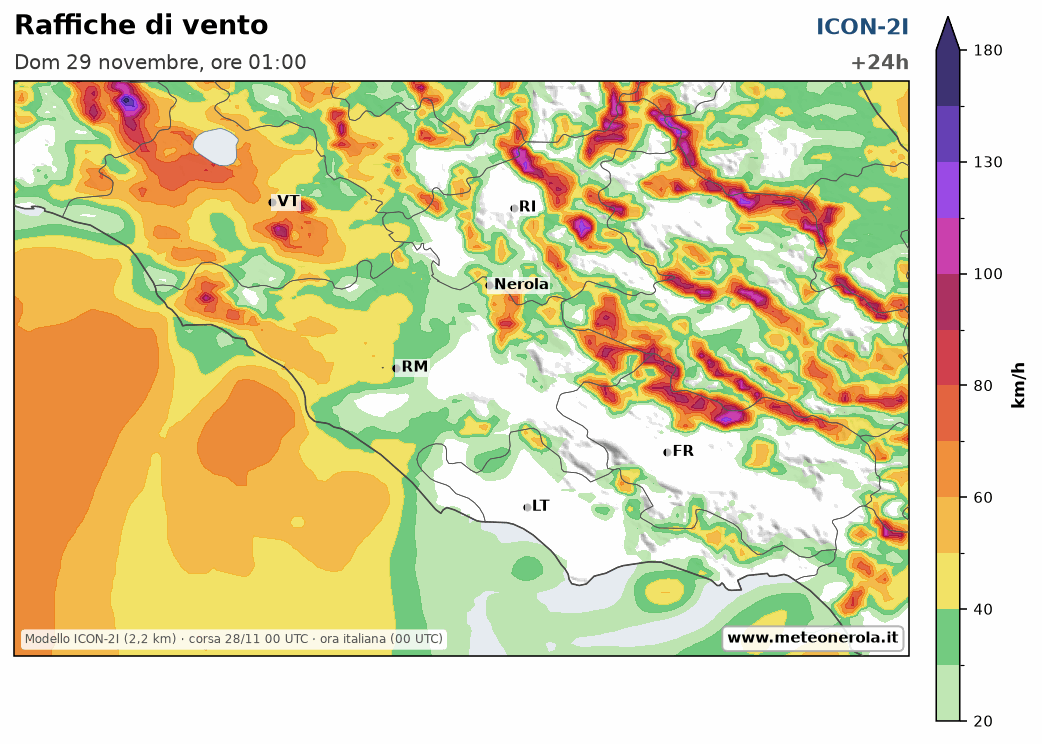 Raffiche di vento
ICON-2I
Dom 29 novembre, ore 01:00
+24h
VT
RI
Nerola
RM
FR
LT
Modello ICON-2I (2,2 km) · corsa 28/11 00 UTC · ora italiana (00 UTC)
www.meteonerola.it
180
130
100
80
60
40
20
km/h